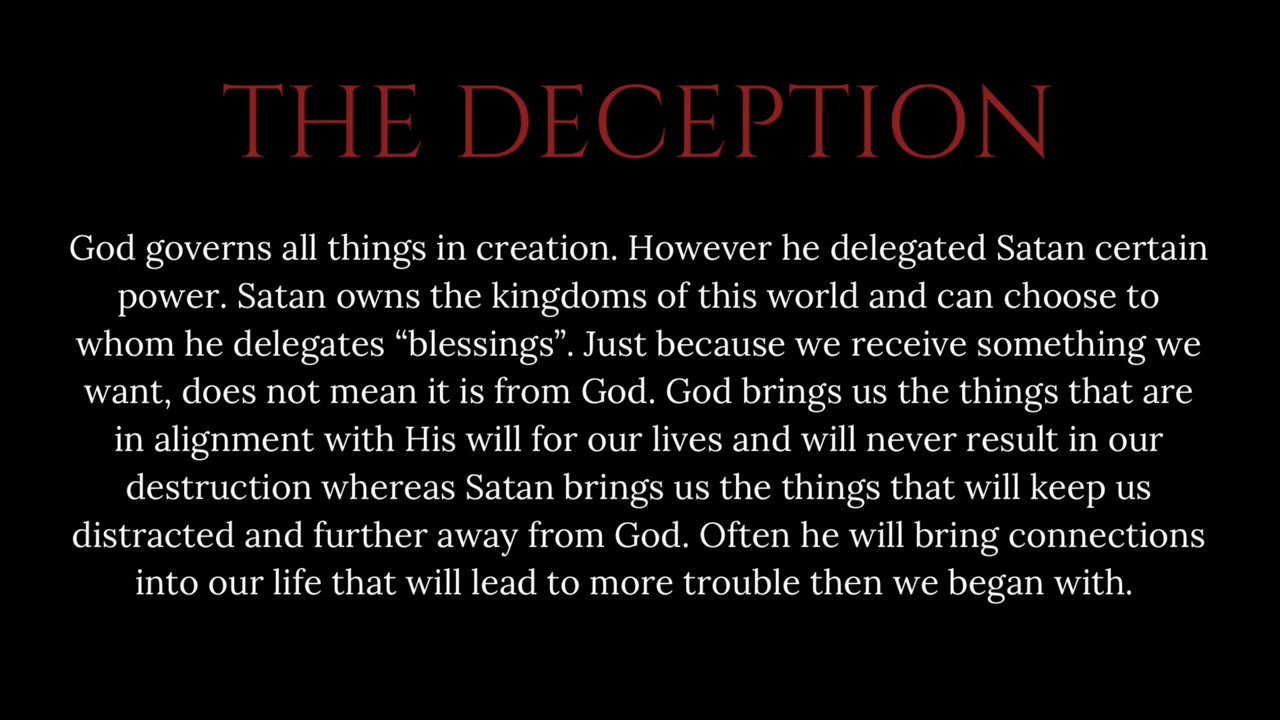 THE DECEPTION
God governs all things in creation. However he delegated Satan certain
power. Satan owns the kingdoms of this world and can choose to
whom he delegates “blessings”. Just because we receive something we
want, does not mean it is from God. God brings us the things that are
in alignment with His will for our lives and will never result in our
destruction whereas Satan brings us the things that will keep us
distracted and further away from God. Often he will bring connections
into our life that will lead to more trouble then we began with.